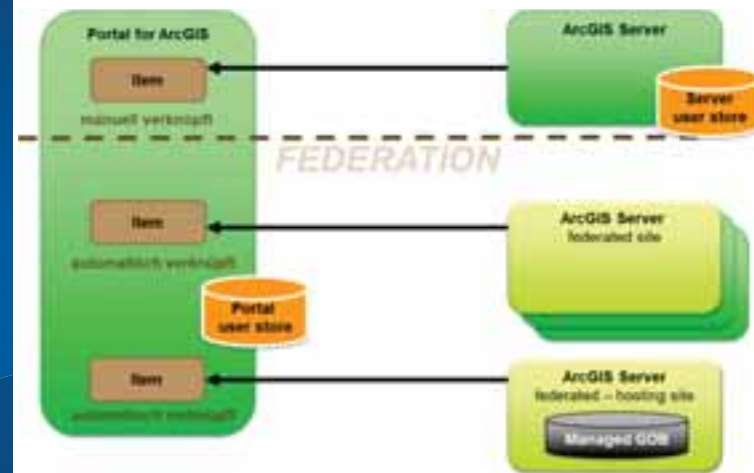 Portal for ArcGIS
Item
manuell verknüpft
ArcGIS Server
Server
user store
FEDERATION
Item
automatisch verknüpft
ArcGIS Server
federated site
Portal
user store
Item
automatisch verknüpft
ArcGIS Server
federated – hosting site
Managed GDB